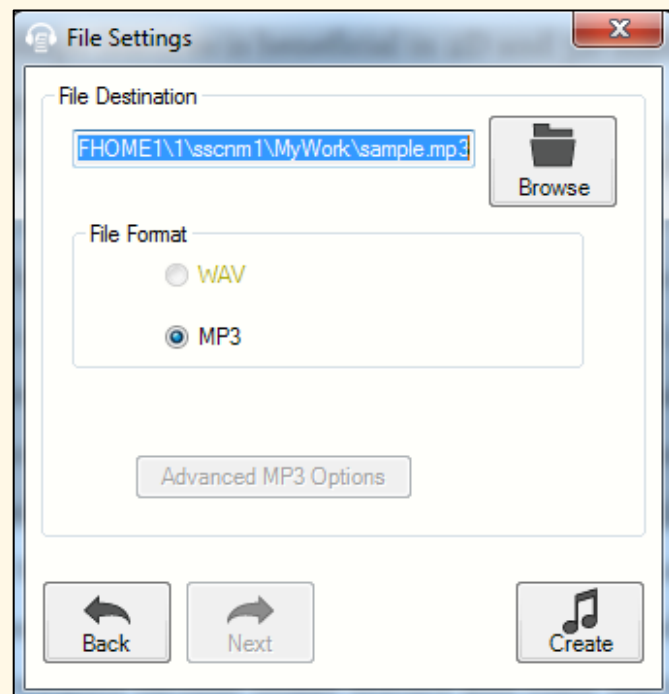 File Settings
File Destination
FHOME1\1\sscnm1\MyWork\sample.mp3
Browse
File Format
WAV
MP3
Advanced MP3 Options
Back
Next
Create